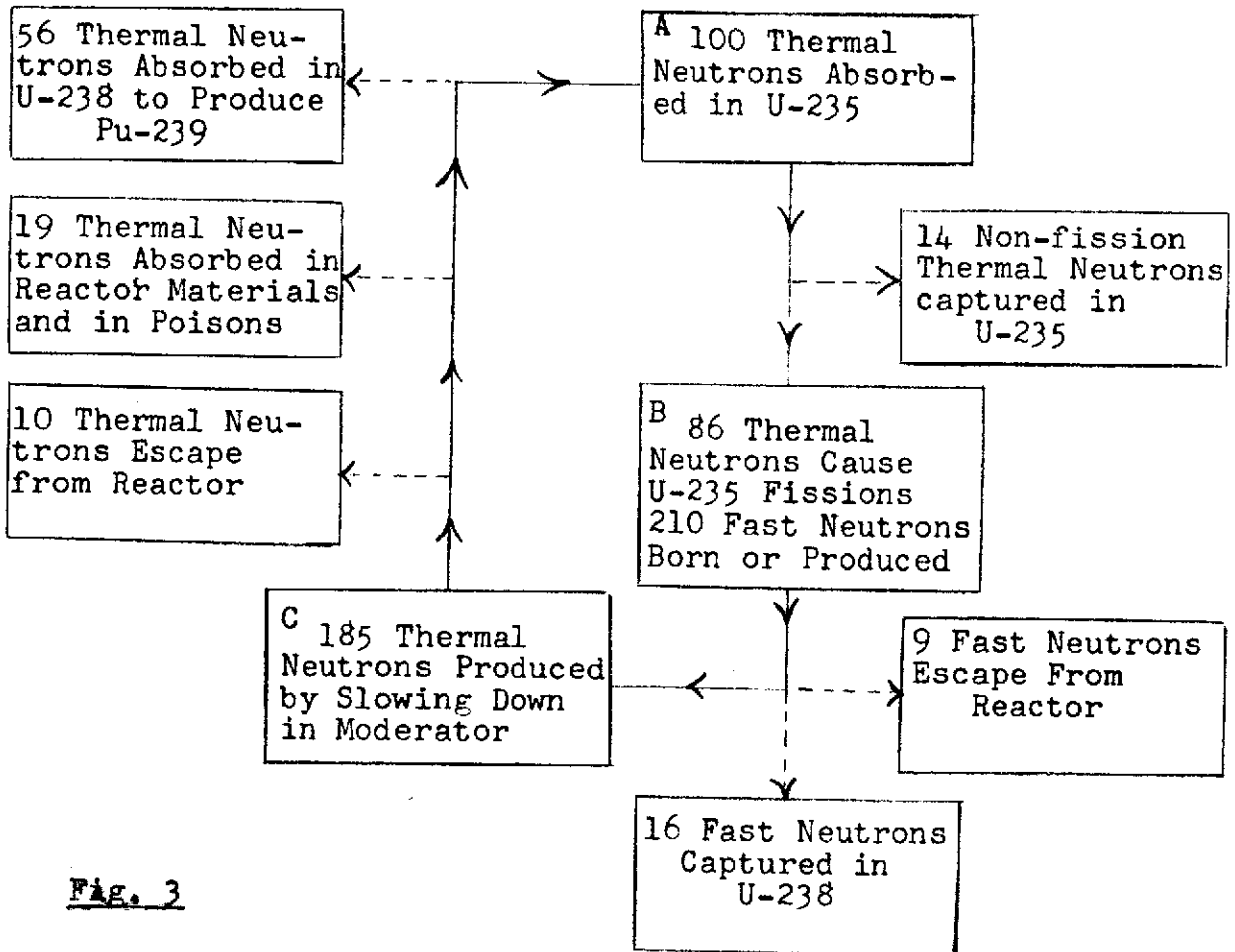 56 Thermal Neu-
trons Absorbed in
U-238 to Produce
Pu-239
A 100 Thermal
Neutrons Absorb-
ed in U-235
19 Thermal Neu-
trons Absorbed in
Reactor Materials
and in Poisons
14 Non-fission
Thermal Neutrons
captured in
U-235
10 Thermal Neu-
trons Escape
from Reactor
B 86 Thermal
Neutrons Cause
U-235 Fissions
210 Fast Neutrons
Born or Produced
C 185 Thermal
Neutrons Produced
by Slowing Down
in Moderator
9 Fast Neutrons
Escape From
Reactor
16 Fast Neutrons
Captured in
U-238
Fig. 3